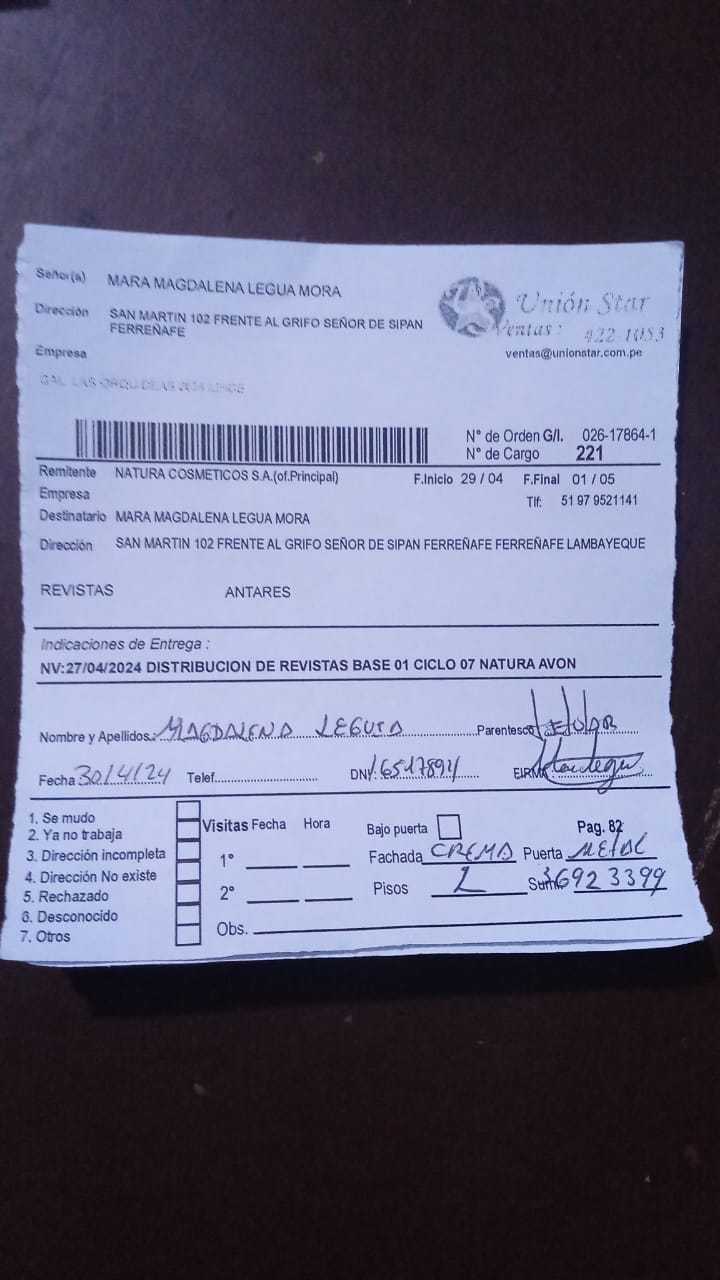 Señor(a) MARA MAGDALENA LEGUA MORA
Dirección SAN MARTIN 102 FRENTE AL GRIFO SEÑOR DE SIPAN
FERREÑAFE
Empresa
Unión Star
Ventas: 422-1053
ventas@unionstar.com.pe
N° de Orden G/I. 026-17864-1
N° de Cargo 221
Remitente NATURA COSMETICOS S.A.(of.Principal) F.Inicio 29 / 04 F.Final 01 / 05
Empresa Tlf: 51 97 9521141
Destinatario MARA MAGDALENA LEGUA MORA
Dirección SAN MARTIN 102 FRENTE AL GRIFO SEÑOR DE SIPAN FERREÑAFE FERREÑAFE LAMBAYEQUE
REVISTAS ANTARES
Indicaciones de Entrega :
NV:27/04/2024 DISTRIBUCION DE REVISTAS BASE 01 CICLO 07 NATURA AVON
Nombre y Apellidos: MAGDALENA Parentesco
Fecha 30/4/24 Telef. DNI: FIRMA
1. Se mudo
2. Ya no trabaja
3. Dirección incompleta
4. Dirección No existe
5. Rechazado
6. Desconocido
7. Otros
Visitas Fecha Hora
1°
2°
Obs.
Bajo puerta Pag. 82
Fachada CREMA Puerta METAL
Pisos Sum. 36923399